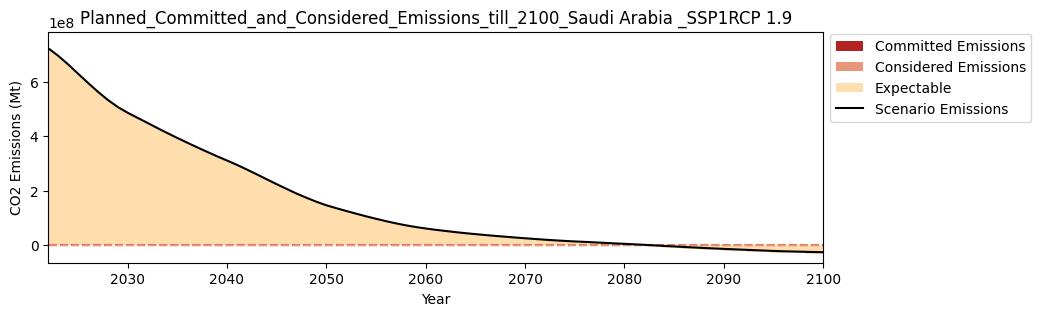 Planned_Committed_and_Considered_Emissions_till_2100_Saudi Arabia _SSP1RCP 1.9
1e8
Committed Emissions
Considered Emissions
Expectable
Scenario Emissions
CO2 Emissions (Mt)
6
4
2
0
2030 2040 2050 2060 2070 2080 2090 2100
Year